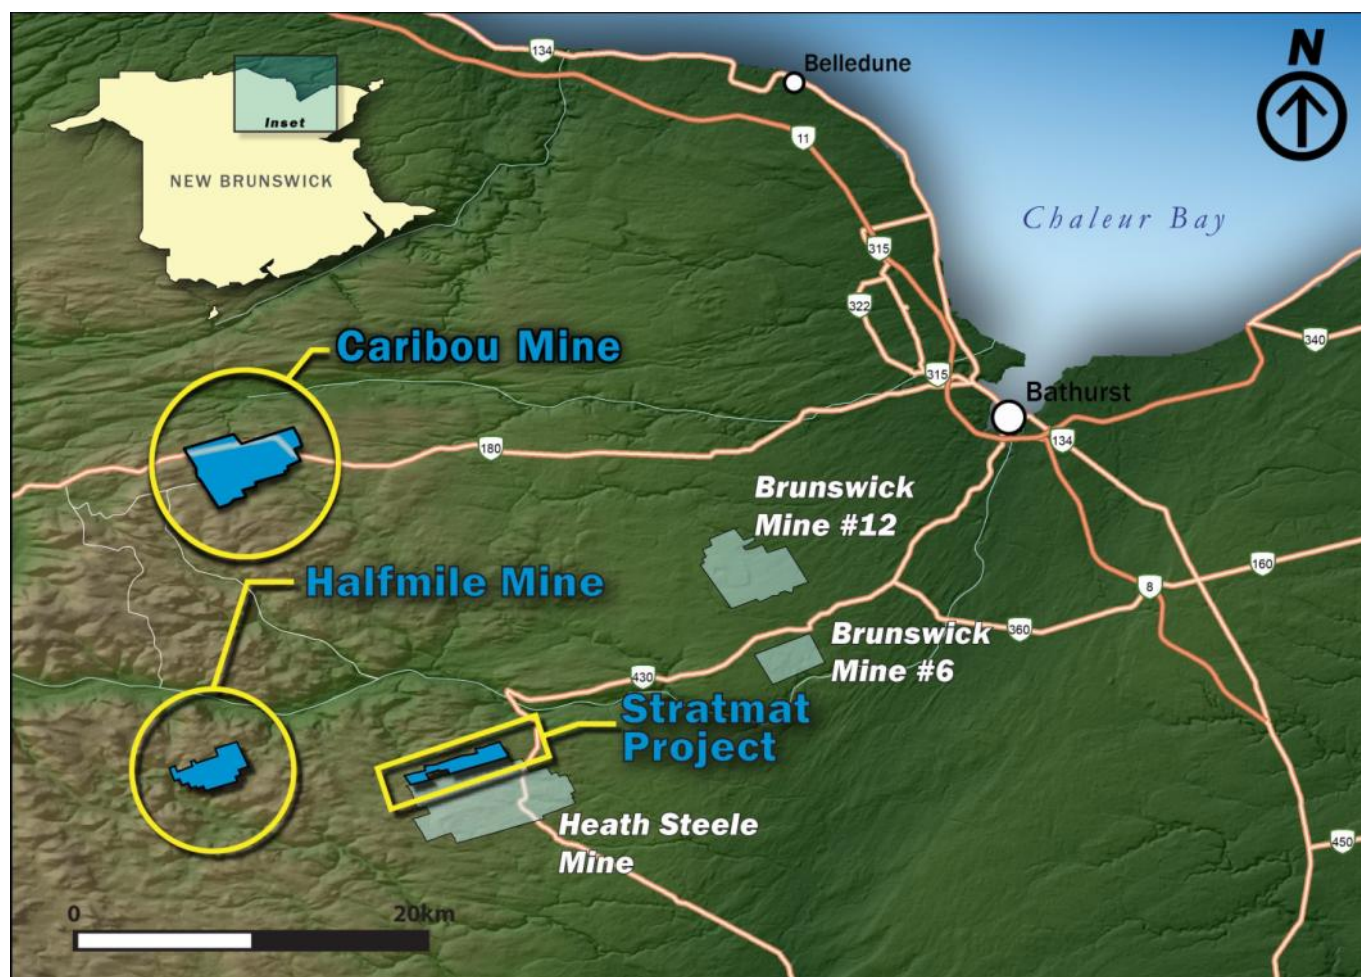 134
Belledune
N
11
Inset
NEW BRUNSWICK
Chaleur Bay
315
322
340
Caribou Mine
315
Bathurst
134
180
Brunswick
Mine #12
160
Halfmile Mine
8
360
Brunswick
Mine #6
430
Stratmat
Project
Heath Steele
Mine
450
0
20km